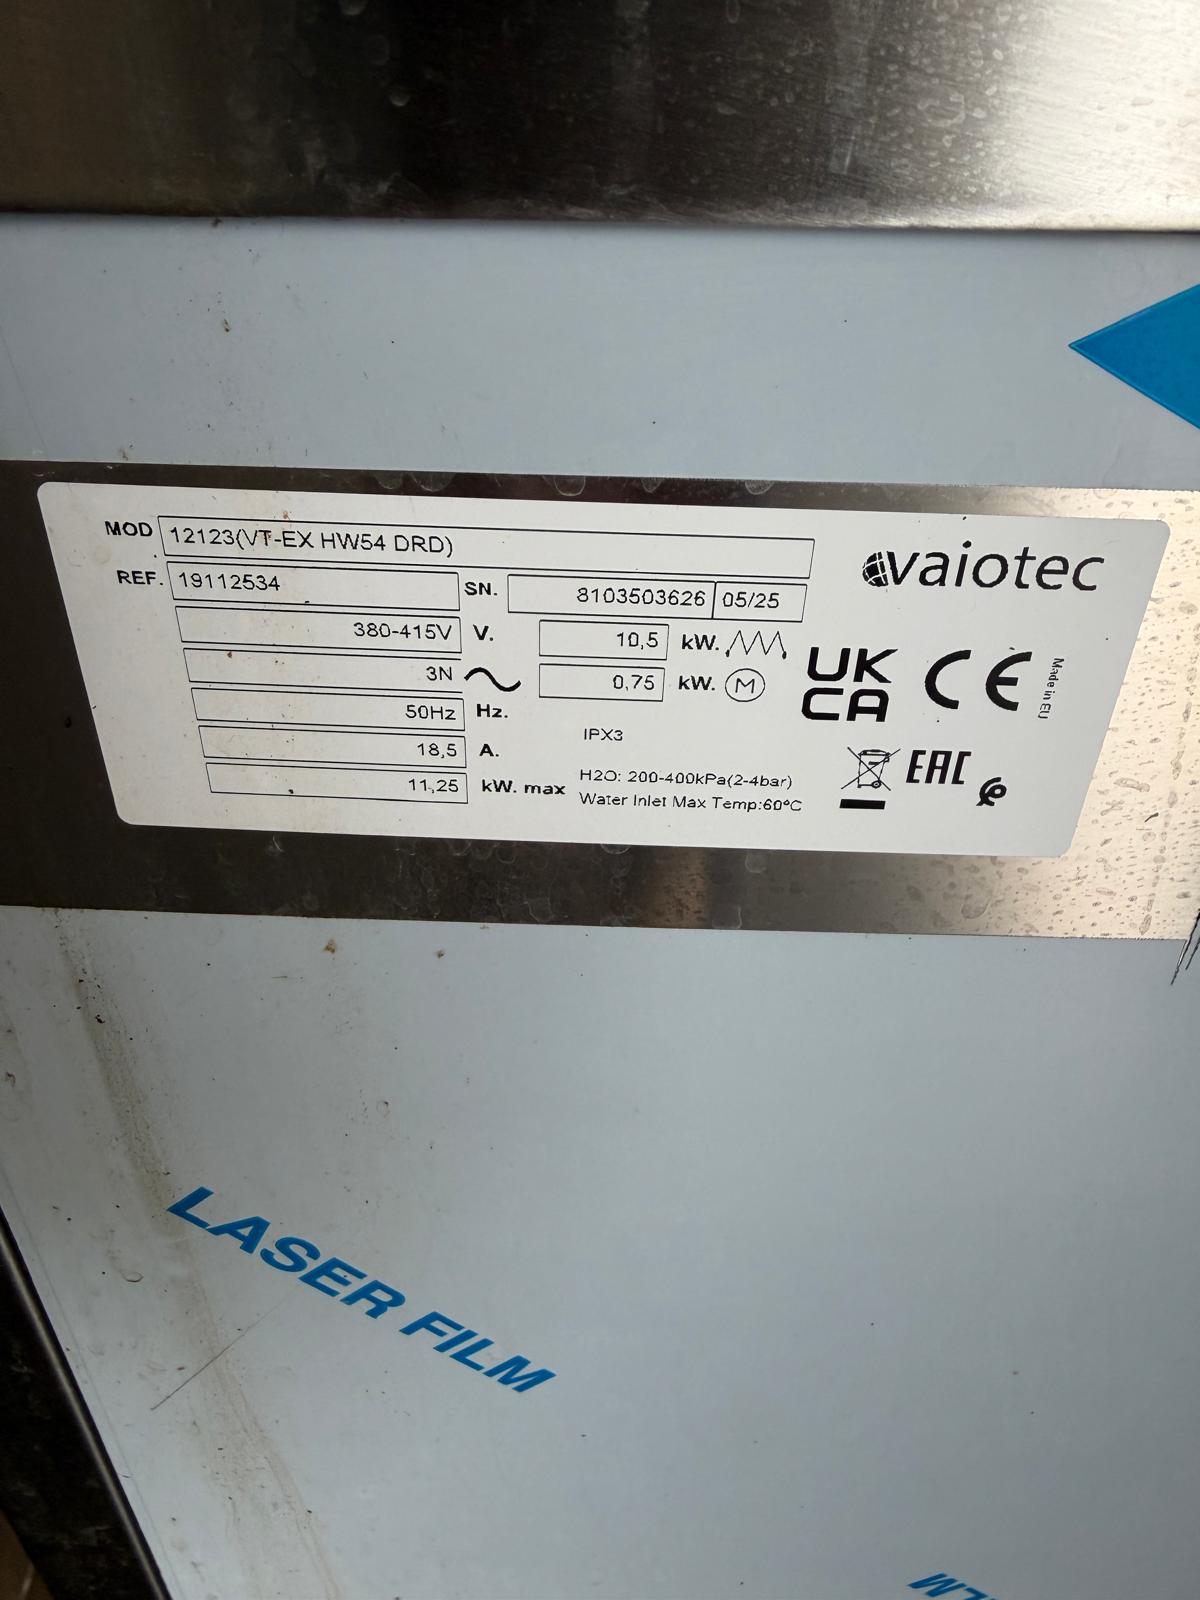 MOD 12123(VT-EX HW54 DRD)
vaiotec
REF. 19112534 SN. 8103503626 05/25
380-415V V. 10,5 kW.
3N 0,75 kW. M
50Hz Hz.
18,5 A.
11,25 kW. max
IPX3
H2O: 200-400kPa(2-4bar)
Water Inlet Max Temp:60ºC
UK
CA
CE
Made in EU
EAC
LASER FILM
LM